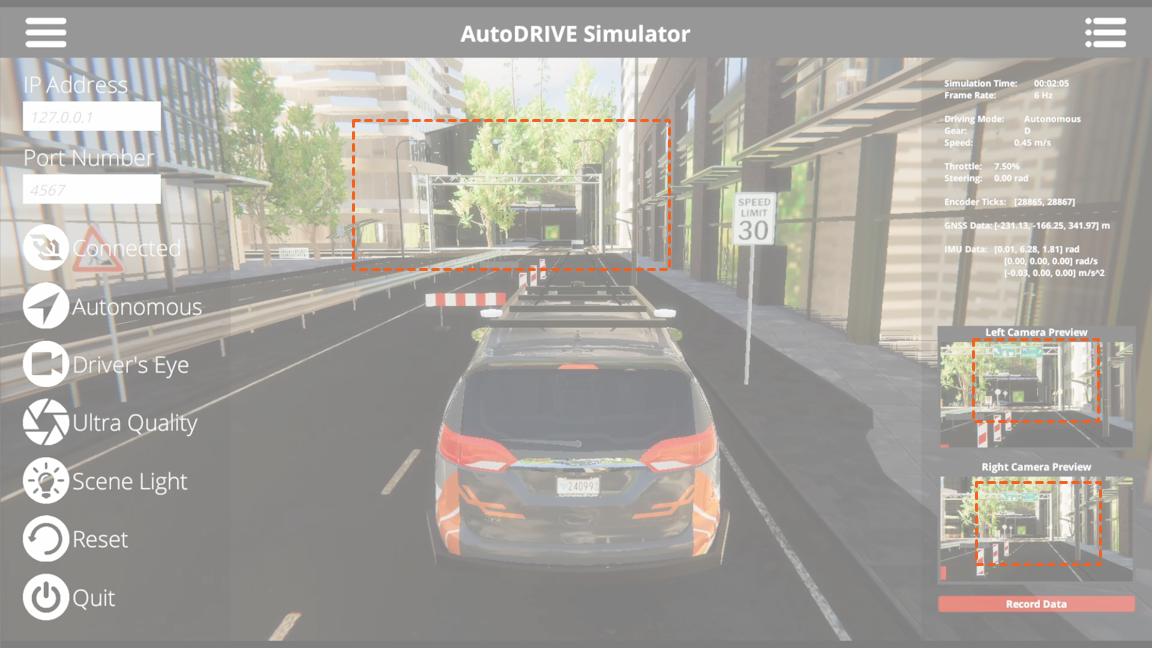 AutoDRIVE Simulator
IP Address
127.0.0.1
Port Number
4567
Connected
Autonomous
Driver's Eye
Ultra Quality
Scene Light
Reset
Quit
SPEED
LIMIT
30
24099
Simulation Time: 00:02:05
Frame Rate: 6 Hz
Driving Mode: Autonomous
Gear: D
Speed: 0.45 m/s
Throttle: 7.50%
Steering: 0.00 rad
Encoder Ticks: [28865, 28867]
GNSS Data: [-231.13, -166.25, 341.97] m
IMU Data: [0.01, 6.28, 1.81] rad
[0.00, 0.00, 0.00] rad/s
[-0.03, 0.00, 0.00] m/s^2
Left Camera Preview
Right Camera Preview
Record Data